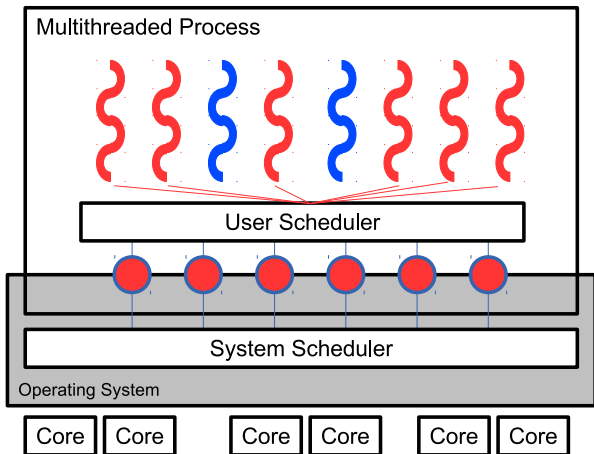 Multithreaded Process
User Scheduler
System Scheduler
Operating System
Core Core Core Core Core Core